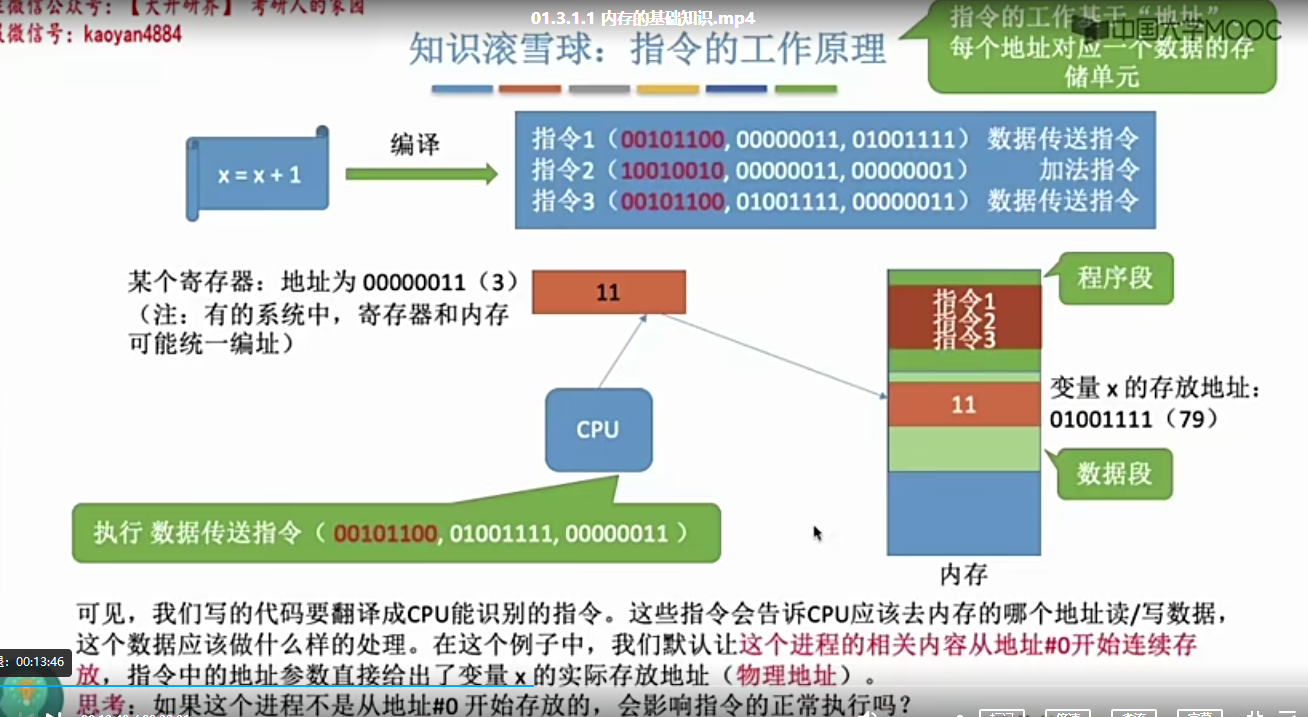 微信公众号：【天开研养】 考研人的家园
微信号：kaoyan4884
01.3.1.1 内存的基础知识.mp4
中国大学MOOC
知识滚雪球：指令的工作原理
指令的工作基于“地址”
每个地址对应一个数据的存
储单元
x = x + 1
编译
指令1（00101100, 00000011, 01001111） 数据传送指令
指令2（10010010, 00000011, 00000001） 加法指令
指令3（00101100, 01001111, 00000011） 数据传送指令
某个寄存器：地址为 00000011（3）
（注：有的系统中，寄存器和内存
可能统一编址）
11
CPU
程序段
指令1
指令2
指令3
11
变量 x 的存放地址：
01001111（79）
数据段
内存
执行 数据传送指令（ 00101100, 01001111, 00000011 ）
可见，我们写的代码要翻译成CPU能识别的指令。这些指令会告诉CPU应该去内存的哪个地址读/写数据，
这个数据应该做什么样的处理。在这个例子中，我们默认让这个进程的相关内容从地址#0开始连续存
放，指令中的地址参数直接给出了变量 x 的实际存放地址（物理地址）。
思考：如果这个进程不是从地址#0 开始存放的，会影响指令的正常执行吗？
00:13:46